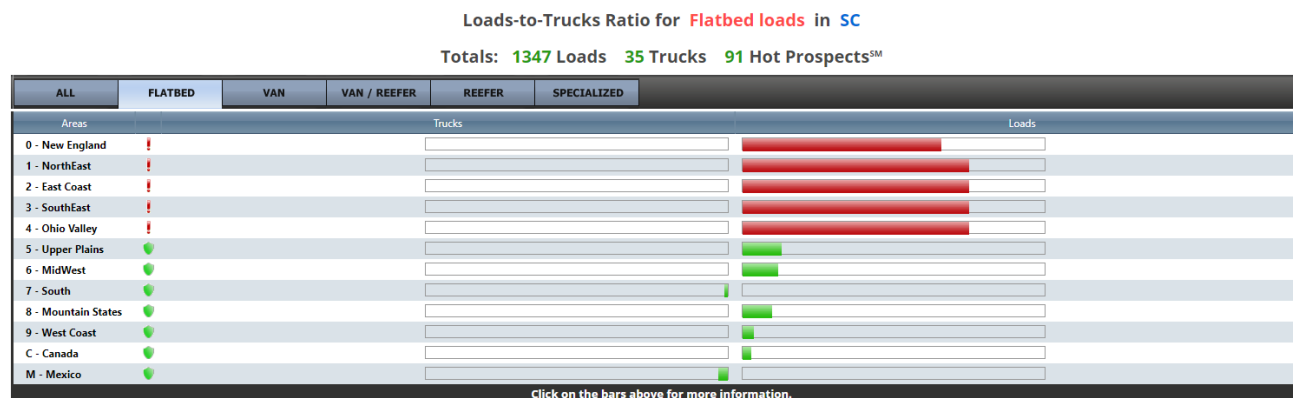 Loads-to-Trucks Ratio for Flatbed loads in SC
Totals: 1347 Loads 35 Trucks 91 Hot Prospects℠
ALL FLATBED VAN VAN / REEFER REEFER SPECIALIZED
Areas Trucks Loads
0 - New England
1 - NorthEast
2 - East Coast
3 - SouthEast
4 - Ohio Valley
5 - Upper Plains
6 - MidWest
7 - South
8 - Mountain States
9 - West Coast
C - Canada
M - Mexico
Click on the bars above for more information.